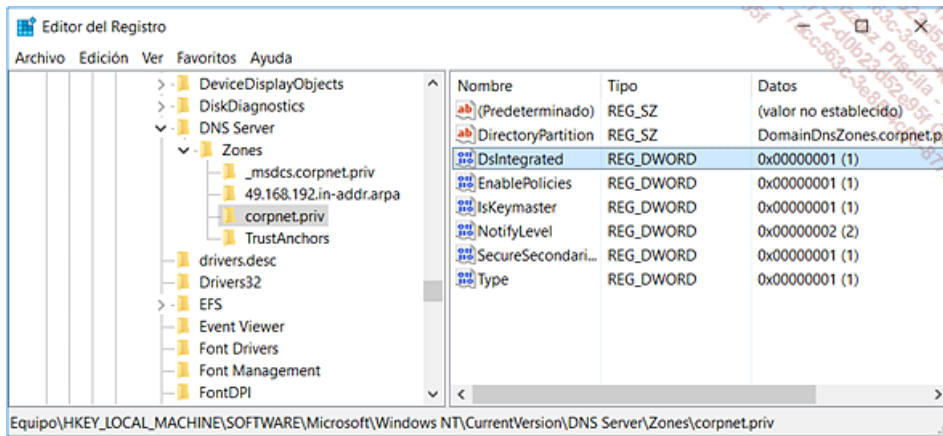 Editor del Registro
Archivo Edición Ver Favoritos Ayuda
DeviceDisplayObjects
DiskDiagnostics
DNS Server
Zones
_msdcs.corpnet.priv
49.168.192.in-addr.arpa
corpnet.priv
TrustAnchors
drivers.desc
Drivers32
EFS
Event Viewer
Font Drivers
Font Management
FontDPI
Nombre Tipo Datos
(Predeterminado) REG_SZ (valor no establecido)
DirectoryPartition REG_SZ DomainDnsZones.corpnet.p
DsIntegrated REG_DWORD 0x00000001 (1)
EnablePolicies REG_DWORD 0x00000001 (1)
IsKeymaster REG_DWORD 0x00000001 (1)
NotifyLevel REG_DWORD 0x00000002 (2)
SecureSecondari... REG_DWORD 0x00000001 (1)
Type REG_DWORD 0x00000001 (1)
Equipo\HKEY_LOCAL_MACHINE\SOFTWARE\Microsoft\Windows NT\CurrentVersion\DNS Server\Zones\corpnet.priv